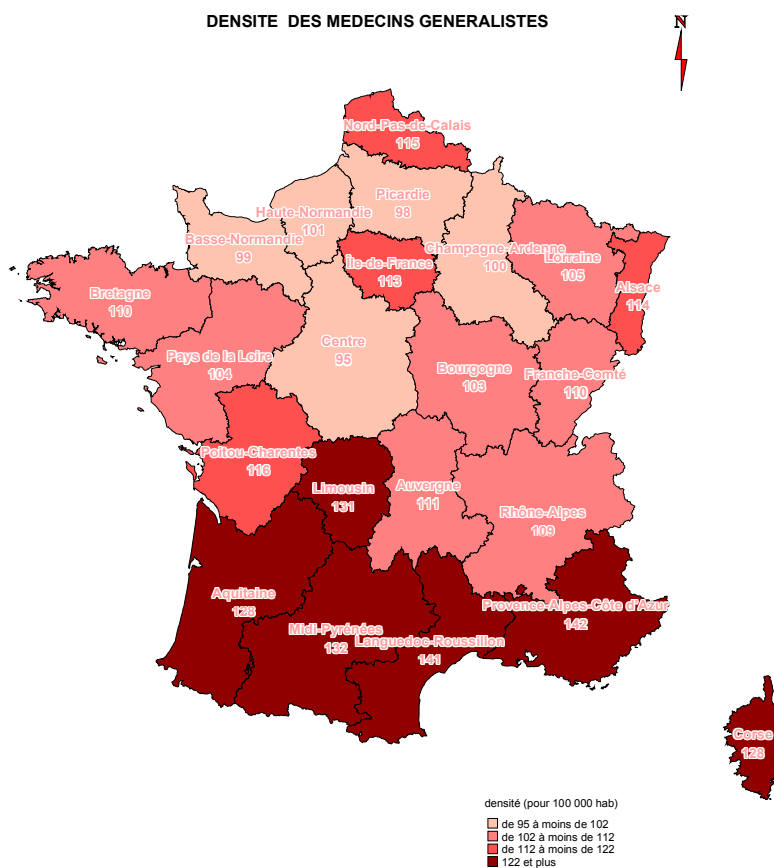 DENSITE DES MEDECINS GENERALISTES
N
Nord-Pas-de-Calais
115
Picardie
98
Haute-Normandie
101
Basse-Normandie
99
Île-de-France
113
Champagne-Ardenne
100
Lorraine
105
Alsace
114
Bretagne
110
Pays de la Loire
104
Centre
95
Bourgogne
103
Franche-Comté
110
Poitou-Charentes
116
Limousin
131
Auvergne
111
Rhône-Alpes
109
Aquitaine
128
Midi-Pyrénées
132
Languedoc-Roussillon
141
Provence-Alpes-Côte d'Azur
142
Corse
128
densité (pour 100 000 hab)
de 95 à moins de 102
de 102 à moins de 112
de 112 à moins de 122
122 et plus